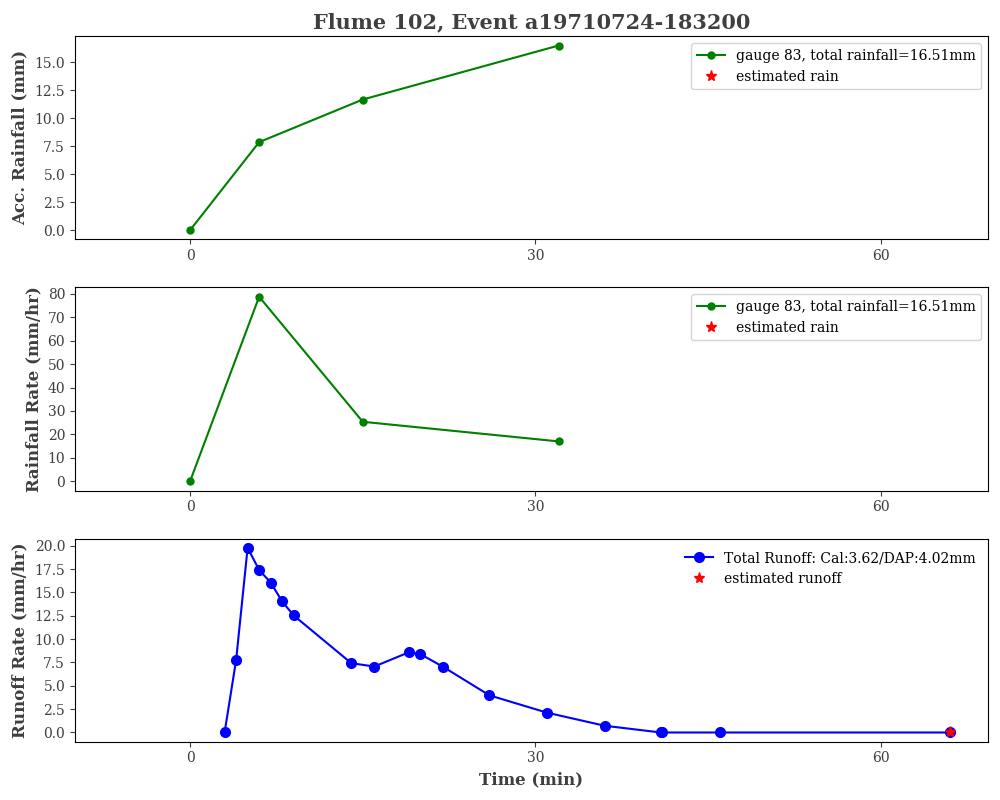 Flume 102, Event a19710724-183200
Acc. Rainfall (mm)
15.0
12.5
10.0
7.5
5.0
2.5
0.0
gauge 83, total rainfall=16.51mm
estimated rain
0 30 60
Rainfall Rate (mm/hr)
80
70
60
50
40
30
20
10
0
gauge 83, total rainfall=16.51mm
estimated rain
0 30 60
Runoff Rate (mm/hr)
20.0
17.5
15.0
12.5
10.0
7.5
5.0
2.5
0.0
Total Runoff: Cal:3.62/DAP:4.02mm
estimated runoff
0 30 60
Time (min)